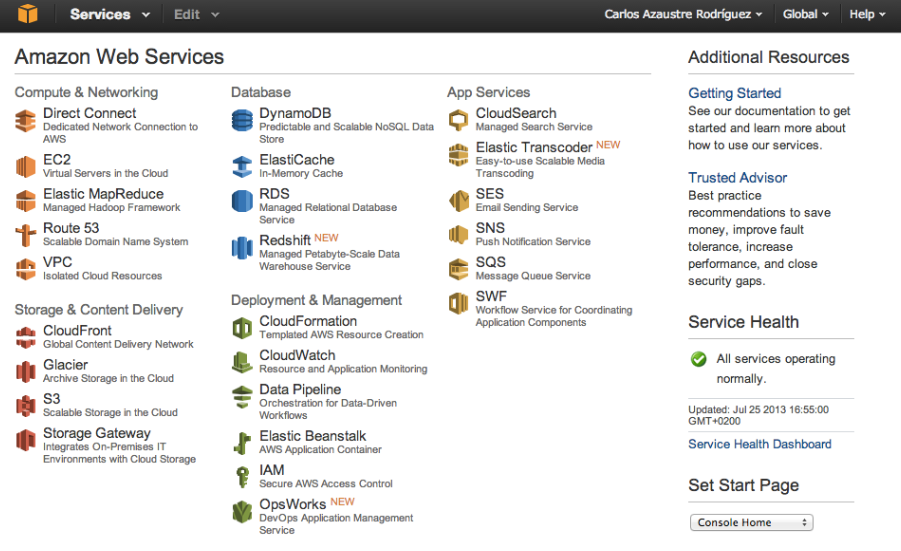 Services
Edit
Carlos Azaustre Rodríguez
Global
Help
Amazon Web Services
Compute & Networking
Direct Connect
Dedicated Network Connection to
AWS
EC2
Virtual Servers in the Cloud
Elastic MapReduce
Managed Hadoop Framework
Route 53
Scalable Domain Name System
VPC
Isolated Cloud Resources
Storage & Content Delivery
CloudFront
Global Content Delivery Network
Glacier
Archive Storage in the Cloud
S3
Scalable Storage in the Cloud
Storage Gateway
Integrates On-Premises IT
Environments with Cloud Storage
Database
DynamoDB
Predictable and Scalable NoSQL Data
Store
ElastiCache
In-Memory Cache
RDS
Managed Relational Database
Service
Redshift NEW
Managed Petabyte-Scale Data
Warehouse Service
Deployment & Management
CloudFormation
Templated AWS Resource Creation
CloudWatch
Resource and Application Monitoring
Data Pipeline
Orchestration for Data-Driven
Workflows
Elastic Beanstalk
AWS Application Container
IAM
Secure AWS Access Control
OpsWorks NEW
DevOps Application Management
Service
App Services
CloudSearch
Managed Search Service
Elastic Transcoder NEW
Easy-to-use Scalable Media
Transcoding
SES
Email Sending Service
SNS
Push Notification Service
SQS
Message Queue Service
SWF
Workflow Service for Coordinating
Application Components
Additional Resources
Getting Started
See our documentation to get
started and learn more about
how to use our services.
Trusted Advisor
Best practice
recommendations to save
money, improve fault
tolerance, increase
performance, and close
security gaps.
Service Health
All services operating
normally.
Updated: Jul 25 2013 16:55:00
GMT+0200
Service Health Dashboard
Set Start Page
Console Home